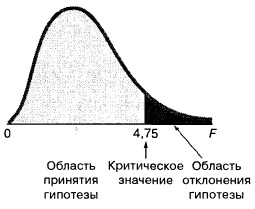 0 4,75 F
Область Критическое Область
принятия значение отклонения
гипотезы гипотезы